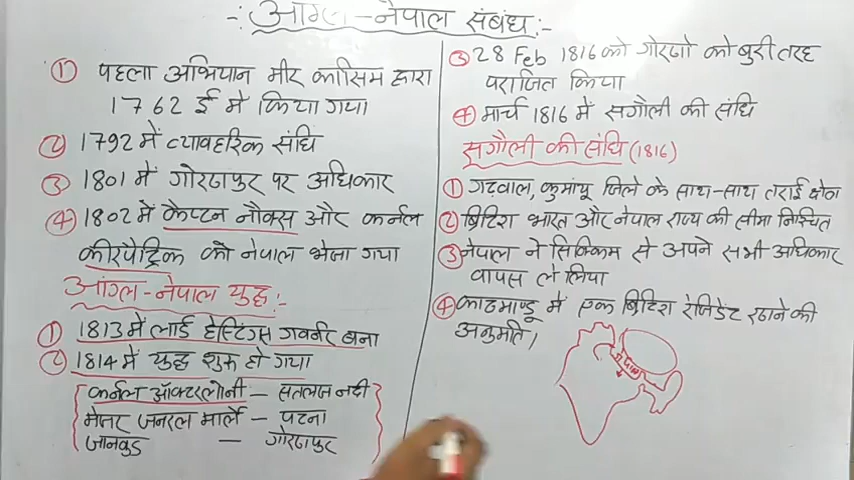 -: आंग्ल-नेपाल संबंध :-
① पहला अभियान मीर कासिम द्वारा
1762 ई में किया गया
② 1792 में व्यावहरिक संधि
③ 1801 में गोरखपुर पर अधिकार
④ 1802 में कैप्टन नौक्स और कर्नल
कीरपैट्रिक को नेपाल भेजा गया
आंग्ल-नेपाल युद्ध :-
① 1813 में लार्ड हेस्टिंग्स गवर्नर बना
② 1814 में युद्ध शुरू हो गया
कर्नल ऑक्टरलोनी - सतलज नदी
मेजर जनरल मार्ले - पटना
जानवुड - गोरखपुर
③ 28 Feb 1816 को गोरखो को बुरी तरह
पराजित किया
④ मार्च 1816 में सगौली की संधि
सगौली की संधि (1816)
① गढवाल, कुमांयू जिले के साथ-साथ तराई क्षेत्र
② ब्रिटिश भारत और नेपाल राज्य की सीमा निश्चित
③ नेपाल ने सिक्किम से अपने सभी अधिकार
वापस ले लिया
④ काठमाण्डू में एक ब्रिटिश रेजिडेंट रखने की
अनुमति।